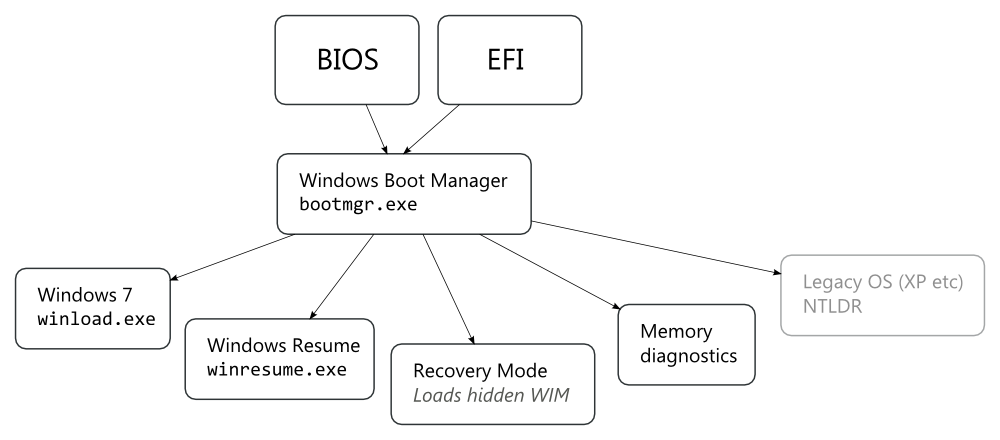 BIOS
EFI
Windows Boot Manager
bootmgr.exe
Windows 7
winload.exe
Windows Resume
winresume.exe
Recovery Mode
Loads hidden WIM
Memory
diagnostics
Legacy OS (XP etc)
NTLDR